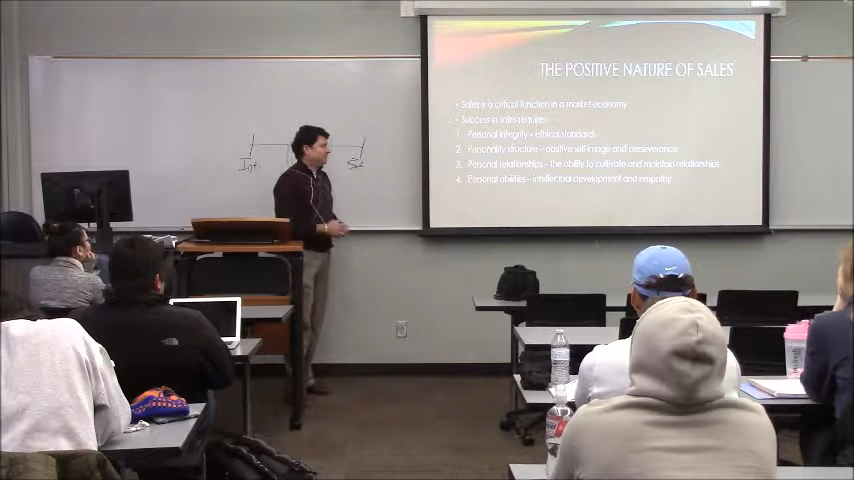 THE POSITIVE NATURE OF SALES
• Sales is a critical function in a market economy
• Success in sales requires
1. Personal integrity – ethical standards
2. Personality structure – positive self-image and perseverance
3. Personal relationships – the ability to cultivate and maintain relationships
4. Personal abilities – intellectual development and empathy
Int.